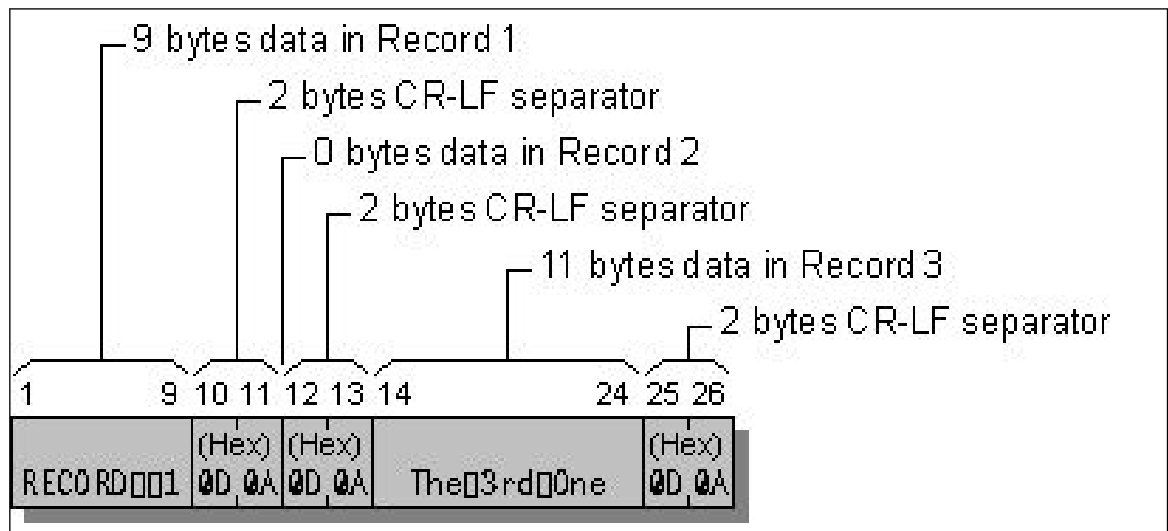 9 bytes data in Record 1
2 bytes CR-LF separator
0 bytes data in Record 2
2 bytes CR-LF separator
11 bytes data in Record 3
2 bytes CR-LF separator
1 9 10 11 12 13 14 24 25 26
(Hex) (Hex) (Hex)
RECORD▯▯1 0D 0A 0D 0A The▯3rd▯One 0D 0A